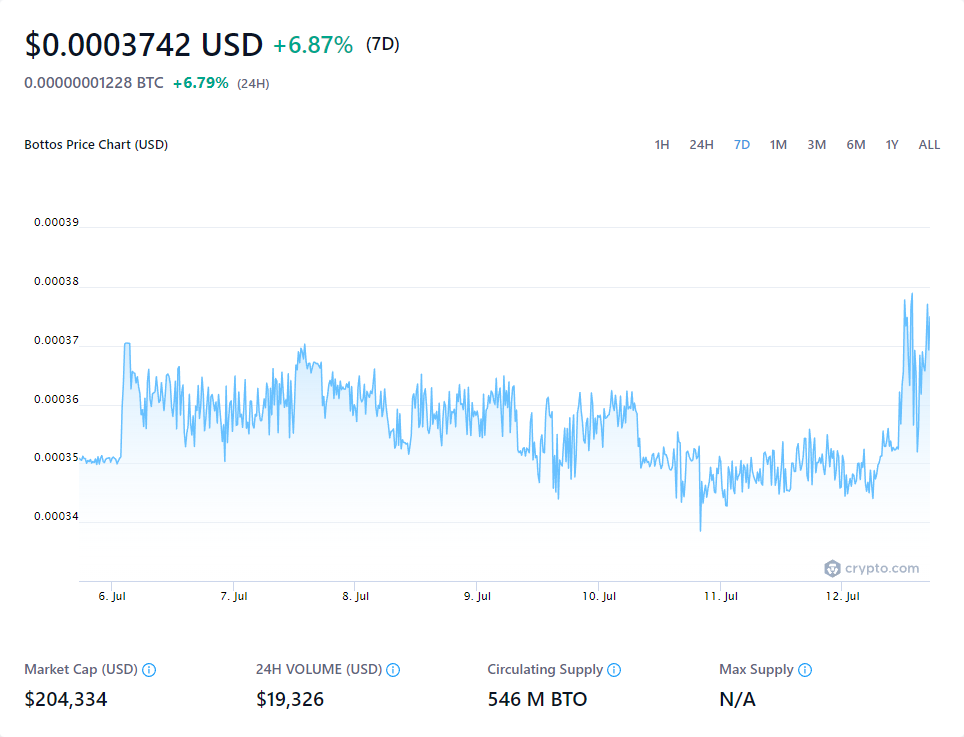 $0.0003742 USD +6.87% (7D)
0.00000001228 BTC +6.79% (24H)
Bottos Price Chart (USD) 1H 24H 7D 1M 3M 6M 1Y ALL
0.00039
0.00038
0.00037
0.00036
0.00035
0.00034
crypto.com
6. Jul 7. Jul 8. Jul 9. Jul 10. Jul 11. Jul 12. Jul
Market Cap (USD) 24H VOLUME (USD) Circulating Supply Max Supply
$204,334 $19,326 546 M BTO N/A